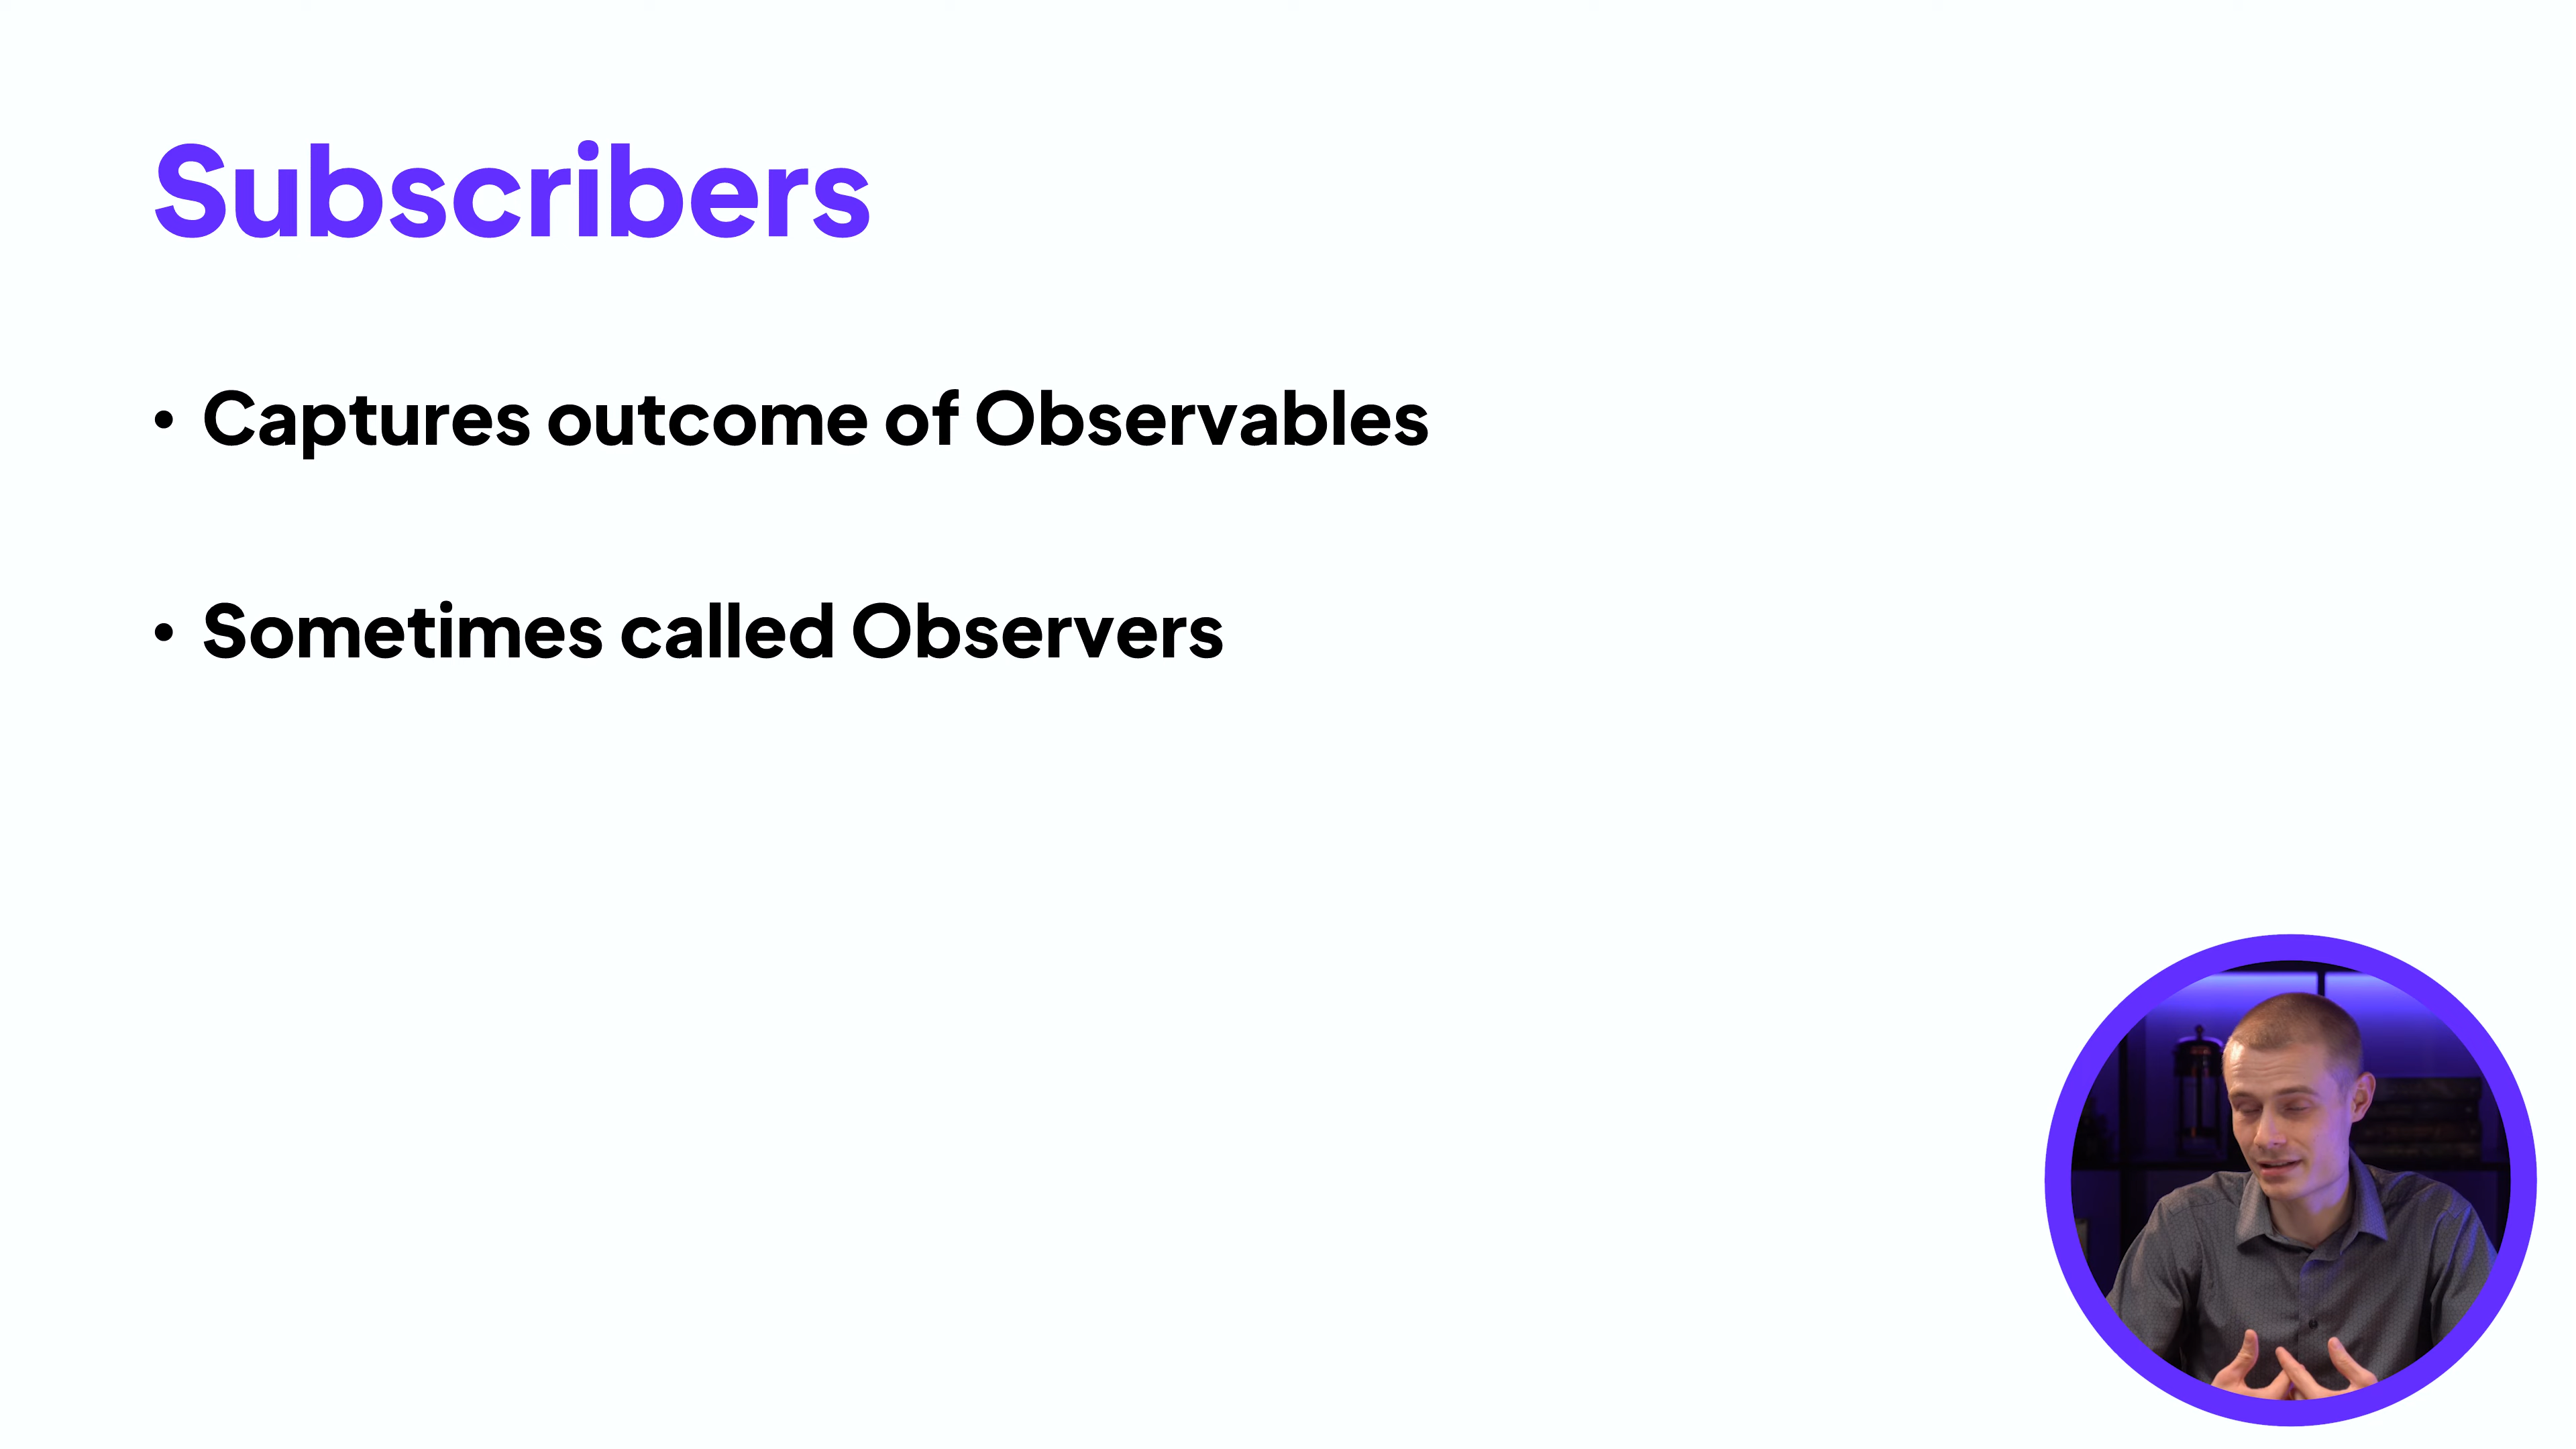 Subscribers
• Captures outcome of Observables
• Sometimes called Observers